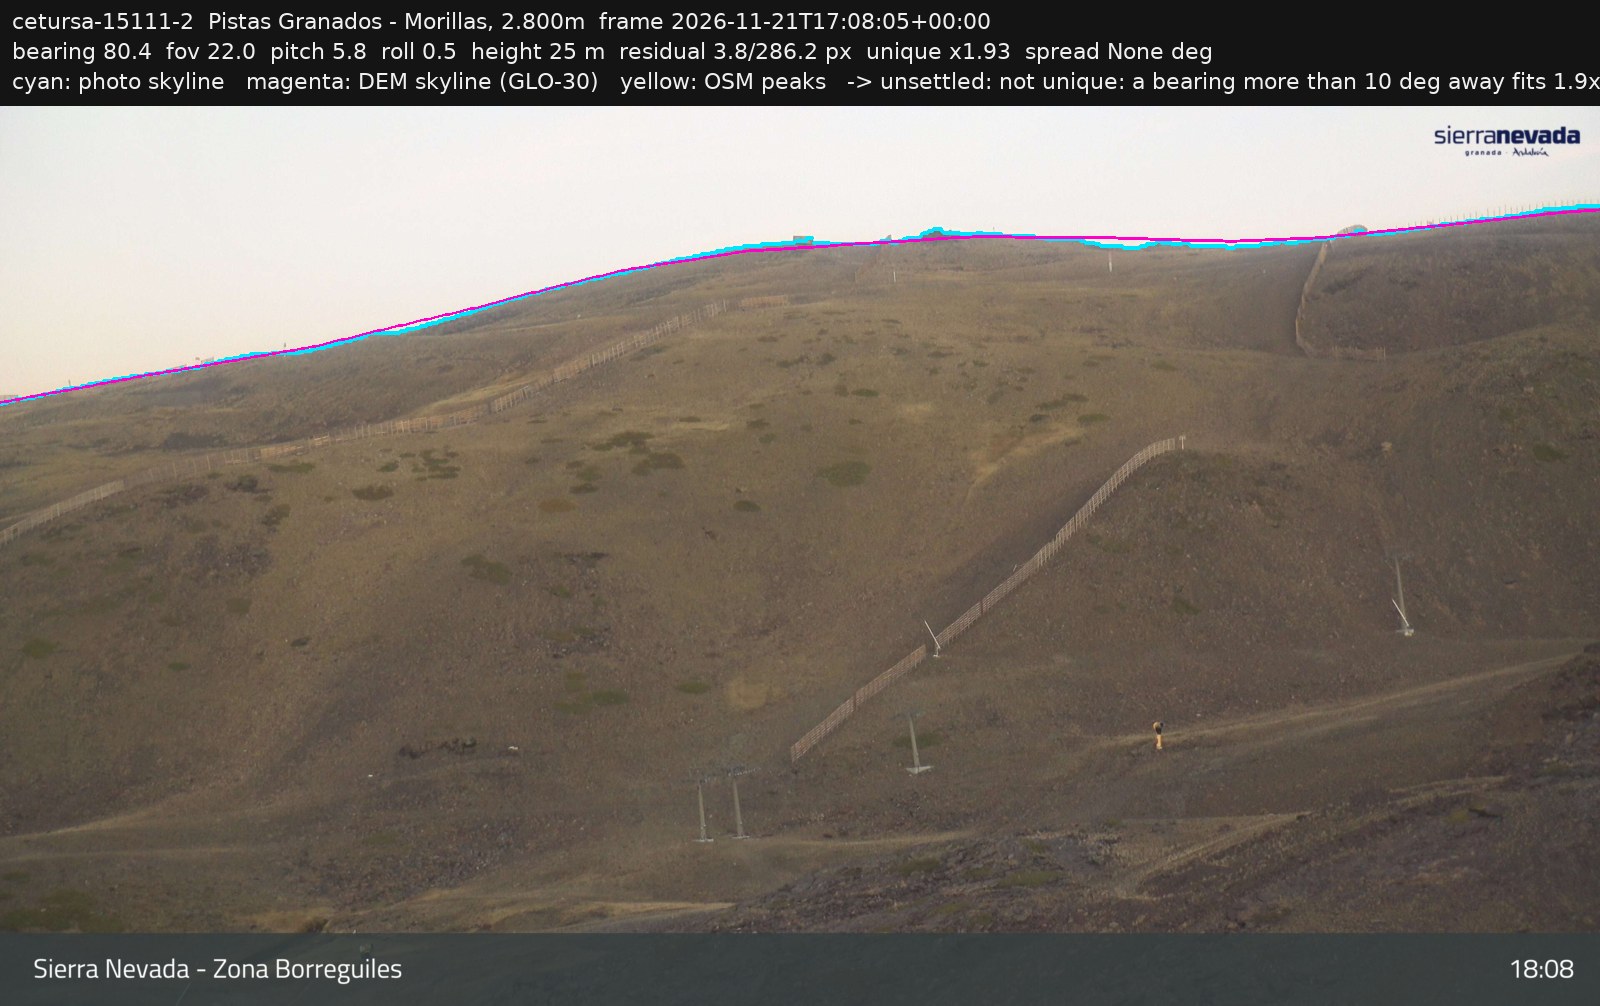 cetursa-15111-2  Pistas Granados - Morillas, 2.800m  frame 2026-11-21T17:08:05+00:00
bearing 80.4  fov 22.0  pitch 5.8  roll 0.5  height 25 m  residual 3.8/286.2 px  unique x1.93  spread None deg
cyan: photo skyline   magenta: DEM skyline (GLO-30)   yellow: OSM peaks   -> unsettled: not unique: a bearing more than 10 deg away fits 1.9x
sierranevada
granada · Andalucía
Sierra Nevada - Zona Borreguiles
18:08